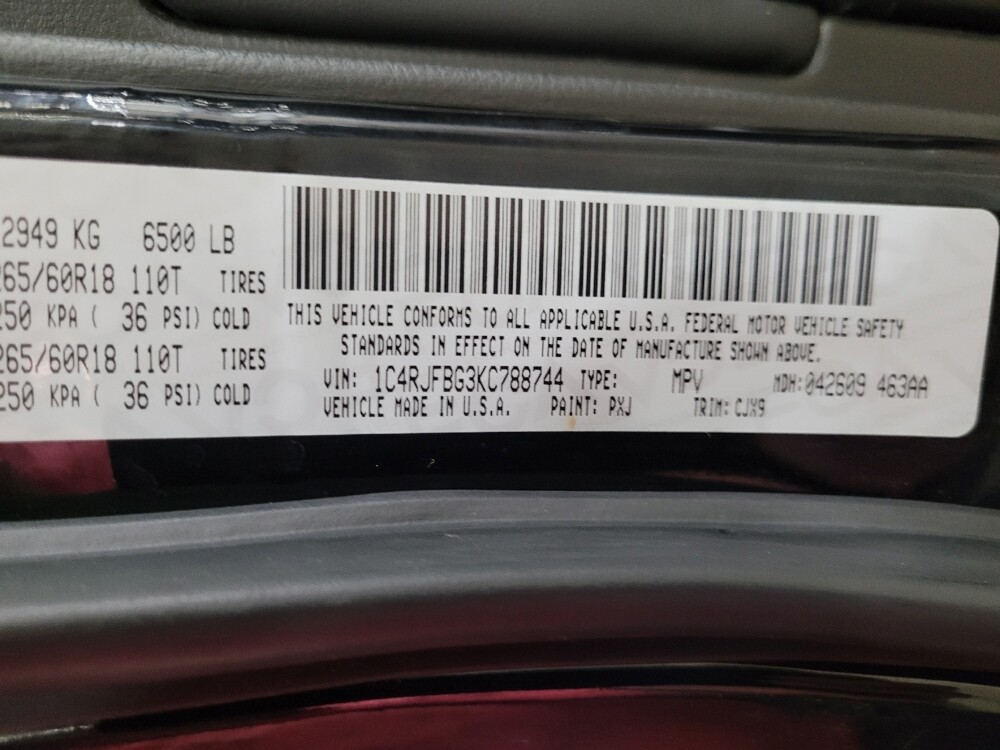 2949 KG 6500 LB
265/60R18 110T TIRES
250 KPA ( 36 PSI) COLD
265/60R18 110T TIRES
250 KPA ( 36 PSI) COLD
THIS VEHICLE CONFORMS TO ALL APPLICABLE U.S.A. FEDERAL MOTOR VEHICLE SAFETY
STANDARDS IN EFFECT ON THE DATE OF MANUFACTURE SHOWN ABOVE.
VIN: 1C4RJFBG3KC788744 TYPE: MPV MDH: 042609 463AA
VEHICLE MADE IN U.S.A. PAINT: PXJ TRIM: CJX9